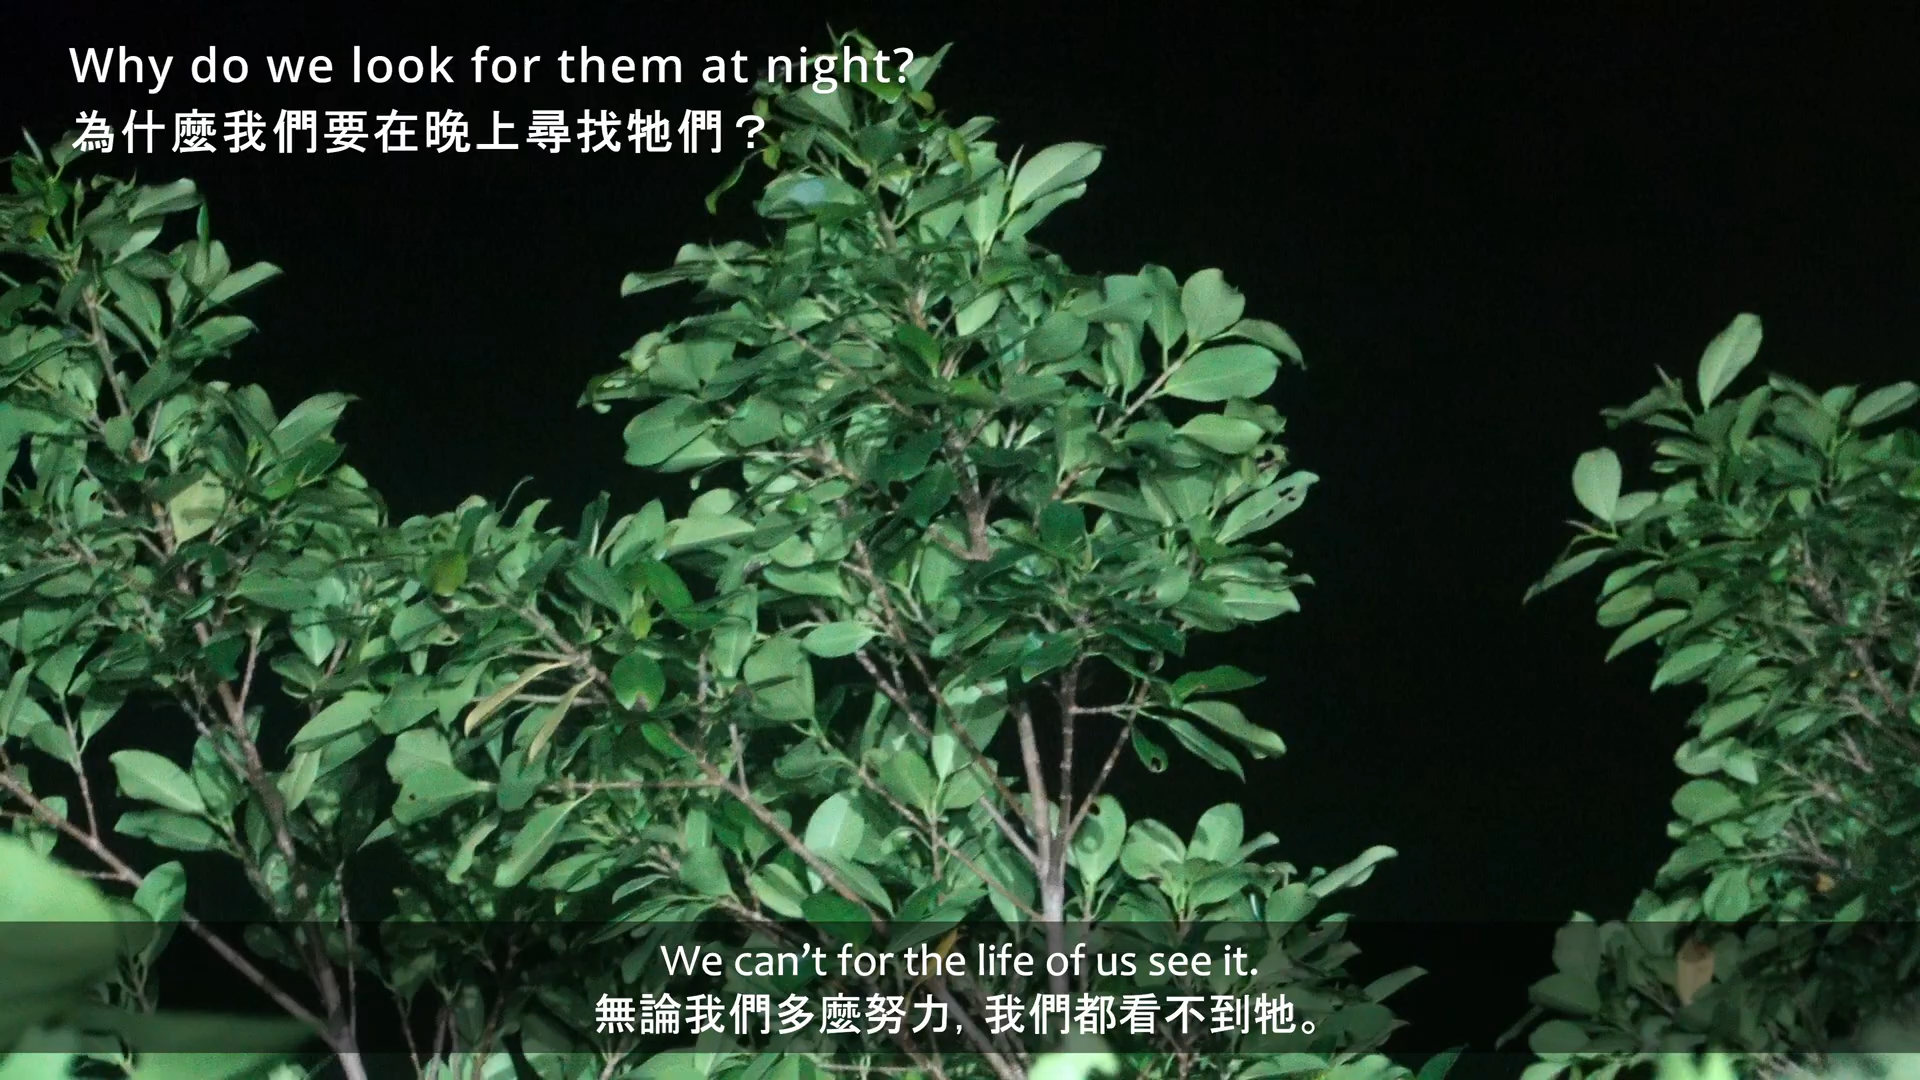 Why do we look for them at night?
為什麼我們要在晚上尋找牠們？
We can't for the life of us see it.
無論我們多麼努力，我們都看不到牠。